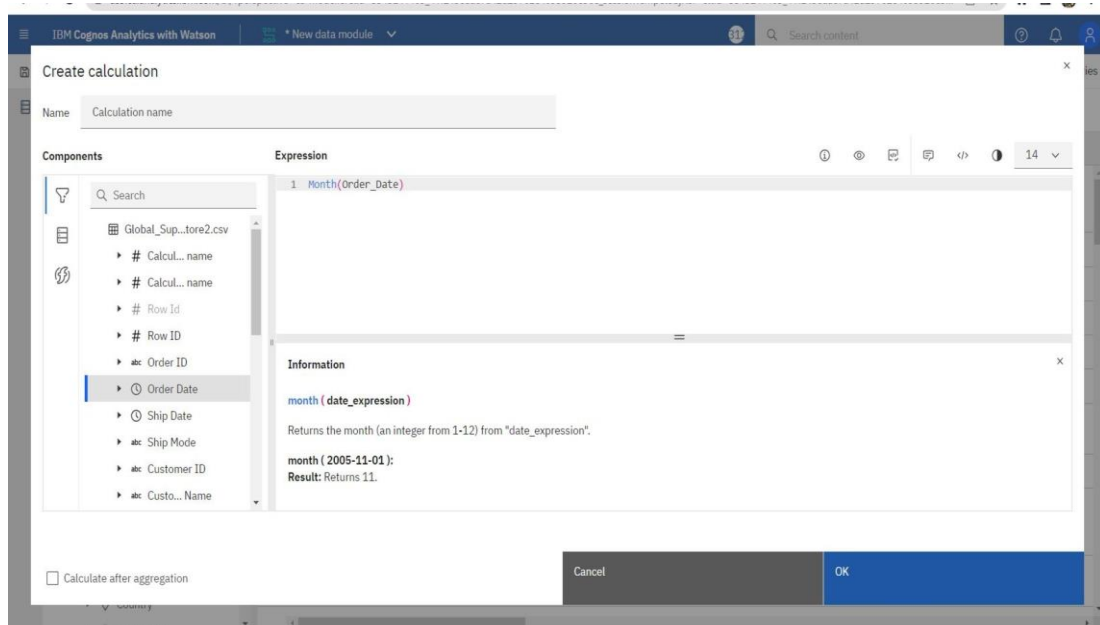 IBM Cognos Analytics with Watson
* New data module
Search content
Create calculation
ies
Name
Calculation name
Components
Expression
14
Search
1 Month(Order_Date)
Global_Sup...tore2.csv
# Calcul... name
# Calcul... name
# Row Id
# Row ID
abc Order ID
Order Date
Ship Date
abc Ship Mode
abc Customer ID
abc Custo... Name
Information
month ( date_expression )
Returns the month (an integer from 1-12) from "date_expression".
month ( 2005-11-01 ):
Result: Returns 11.
Calculate after aggregation
Cancel
OK
Country